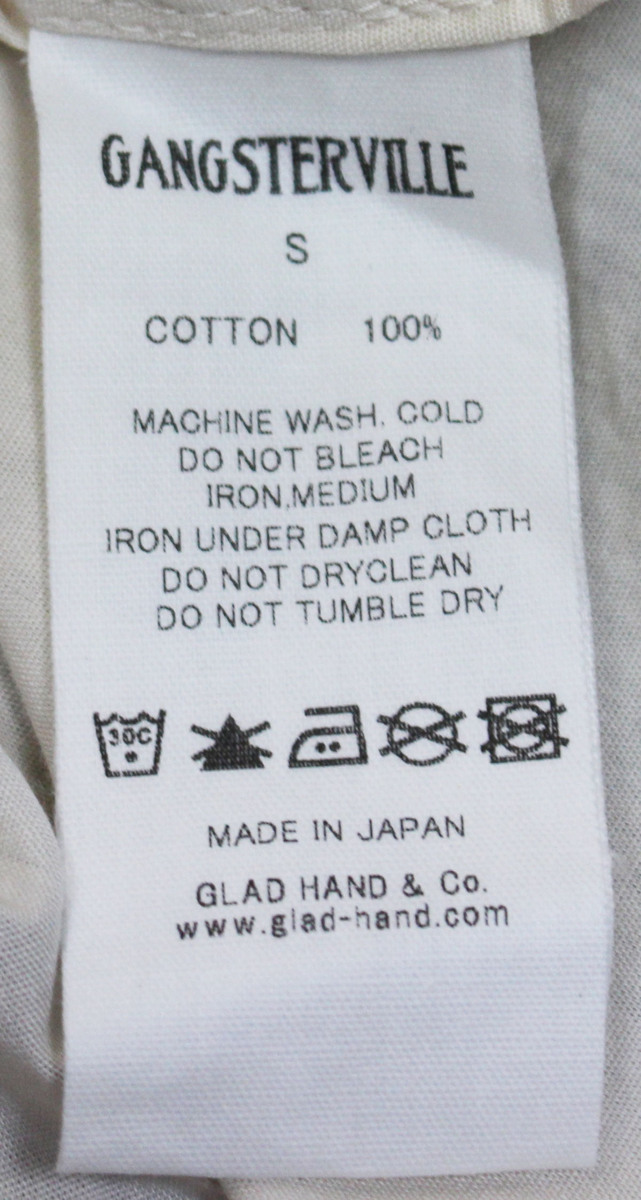 GANGSTERVILLE
S
COTTON 100%
MACHINE WASH. COLD
DO NOT BLEACH
IRON.MEDIUM
IRON UNDER DAMP CLOTH
DO NOT DRYCLEAN
DO NOT TUMBLE DRY
30C
MADE IN JAPAN
GLAD HAND & Co.
www.glad-hand.com